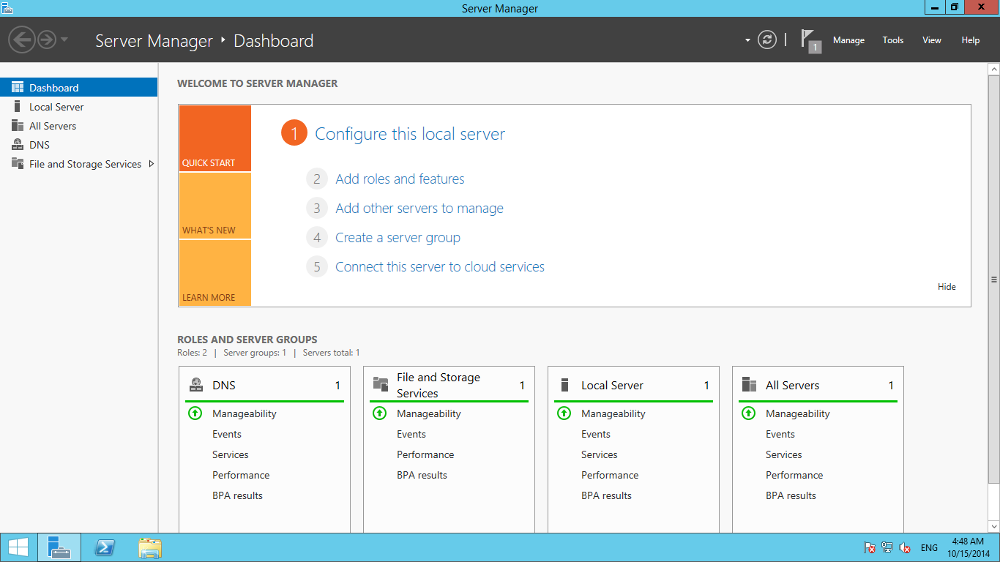 Server Manager
Server Manager Dashboard
1
Manage Tools View Help
Dashboard
Local Server
All Servers
DNS
File and Storage Services
WELCOME TO SERVER MANAGER
QUICK START
WHAT'S NEW
LEARN MORE
1 Configure this local server
2 Add roles and features
3 Add other servers to manage
4 Create a server group
5 Connect this server to cloud services
Hide
ROLES AND SERVER GROUPS
Roles: 2 | Server groups: 1 | Servers total: 1
DNS 1
Manageability
Events
Services
Performance
BPA results
File and Storage
Services 1
Manageability
Events
Performance
BPA results
Local Server 1
Manageability
Events
Services
Performance
BPA results
All Servers 1
Manageability
Events
Services
Performance
BPA results
ENG
4:48 AM
10/15/2014